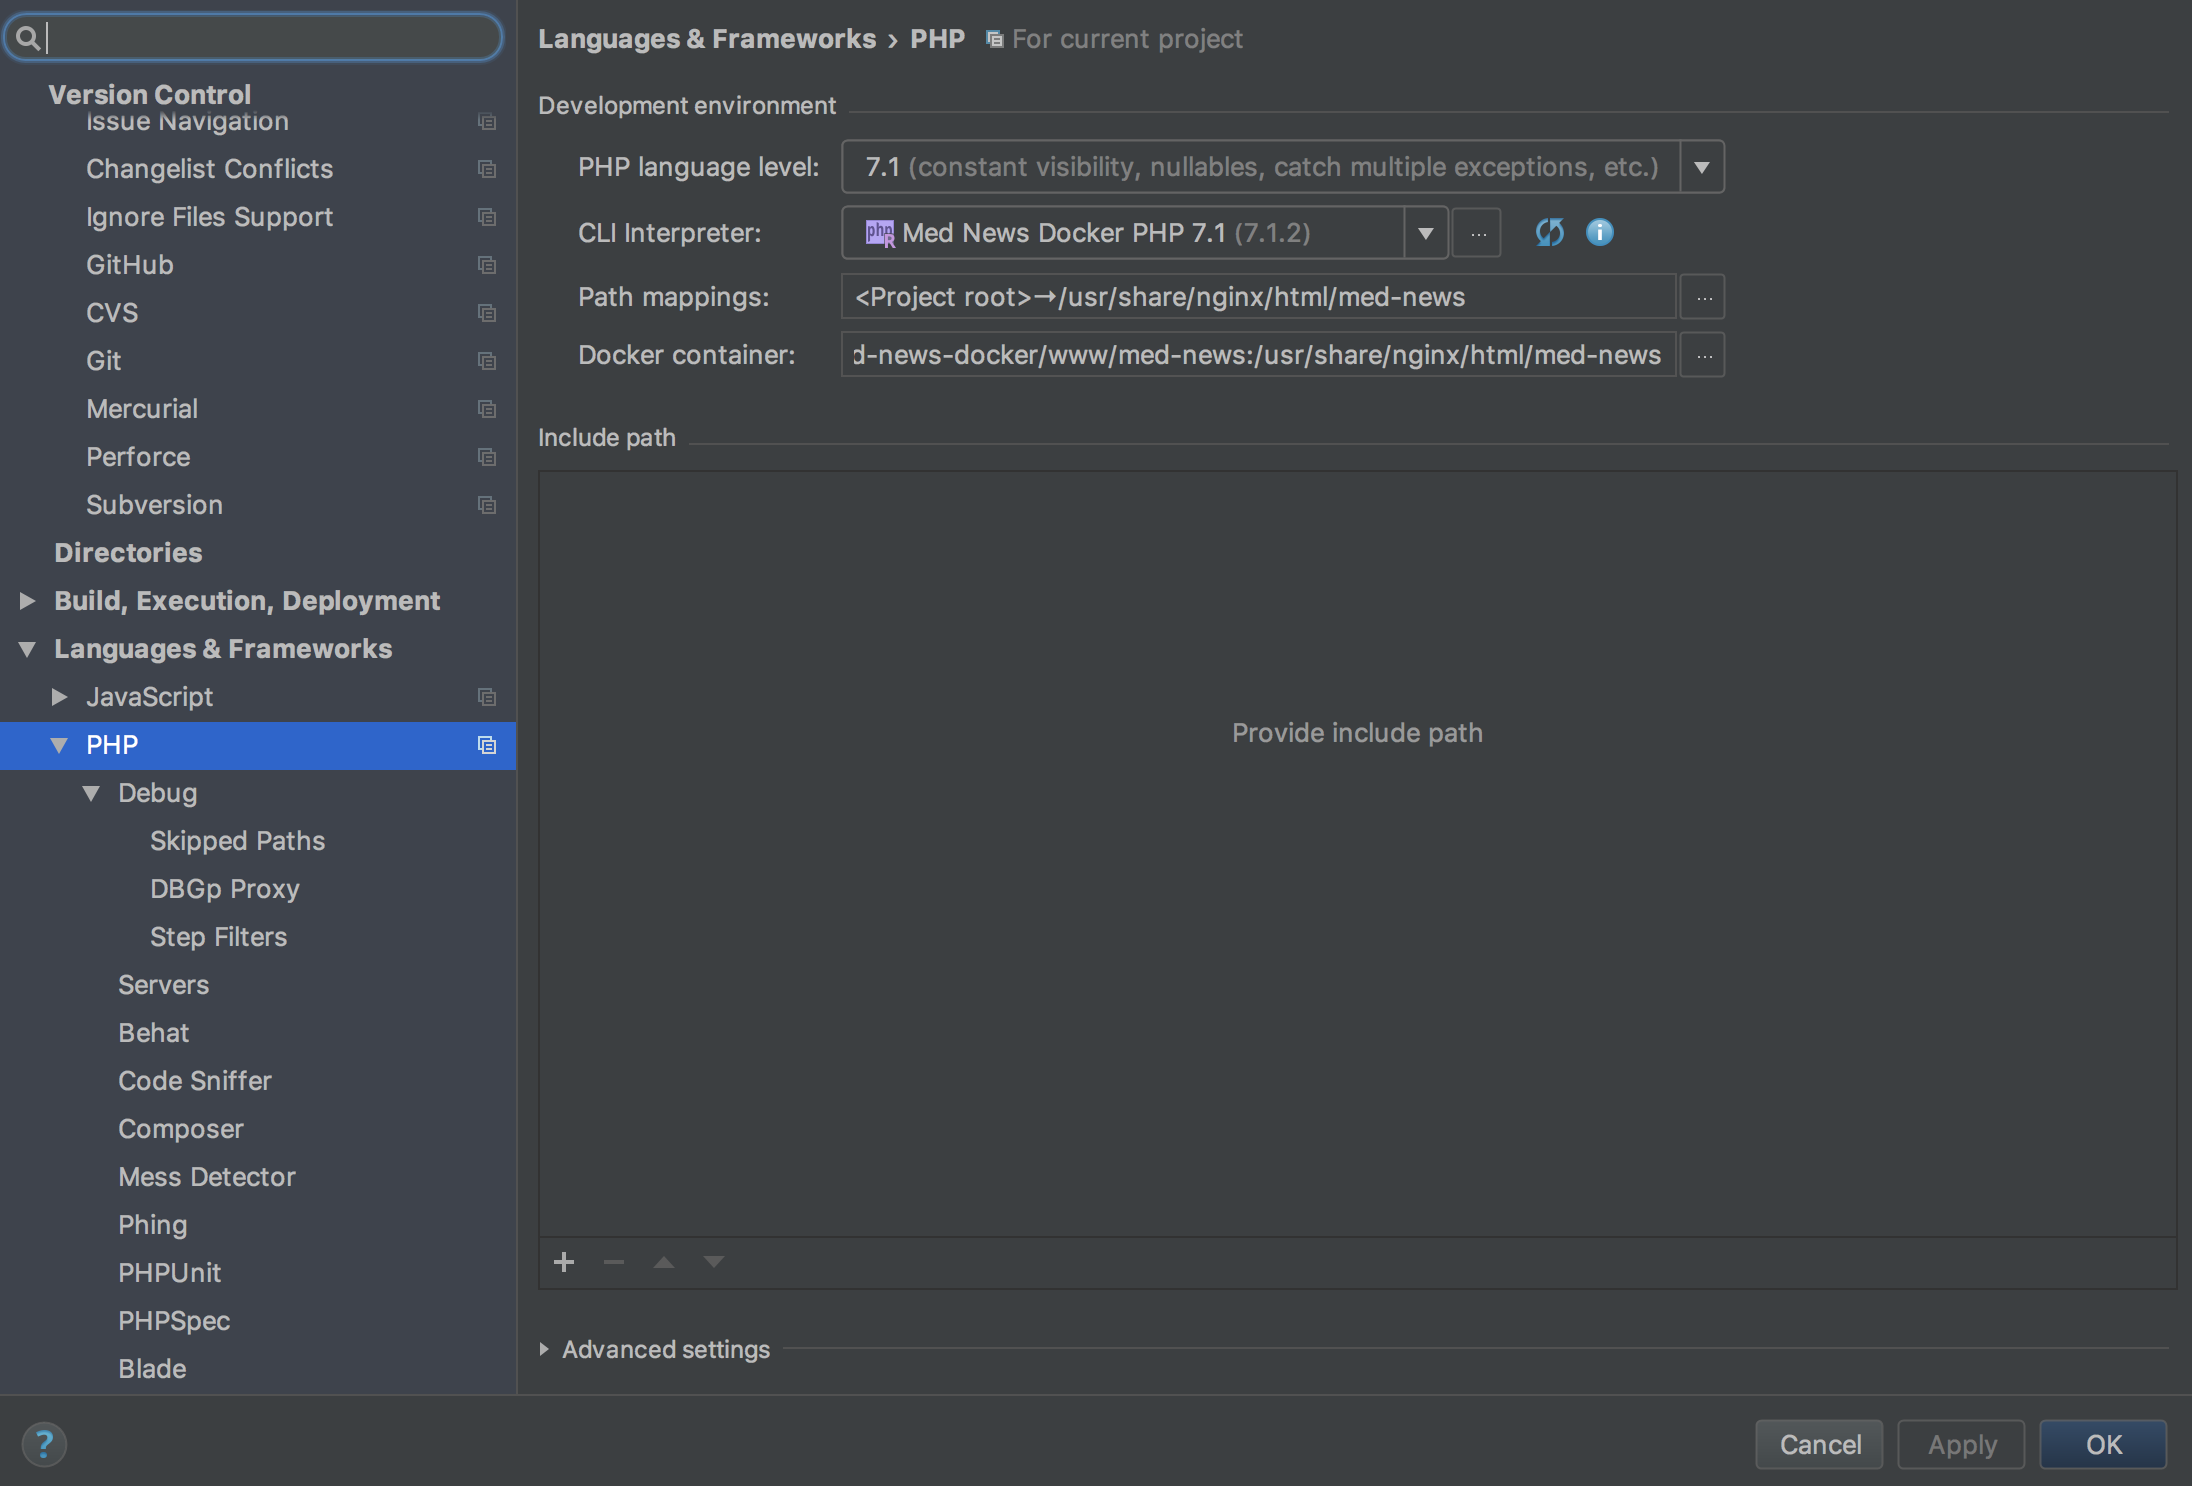 Version Control
Issue Navigation
Changelist Conflicts
Ignore Files Support
GitHub
CVS
Git
Mercurial
Perforce
Subversion
Directories
Build, Execution, Deployment
Languages & Frameworks
JavaScript
PHP
Debug
Skipped Paths
DBGp Proxy
Step Filters
Servers
Behat
Code Sniffer
Composer
Mess Detector
Phing
PHPUnit
PHPSpec
Blade
Languages & Frameworks › PHP For current project
Development environment
PHP language level: 7.1 (constant visibility, nullables, catch multiple exceptions, etc.)
CLI Interpreter: php R Med News Docker PHP 7.1 (7.1.2) ...
Path mappings: <Project root>→/usr/share/nginx/html/med-news ...
Docker container: d-news-docker/www/med-news:/usr/share/nginx/html/med-news ...
Include path
Provide include path
Advanced settings
? Cancel Apply OK